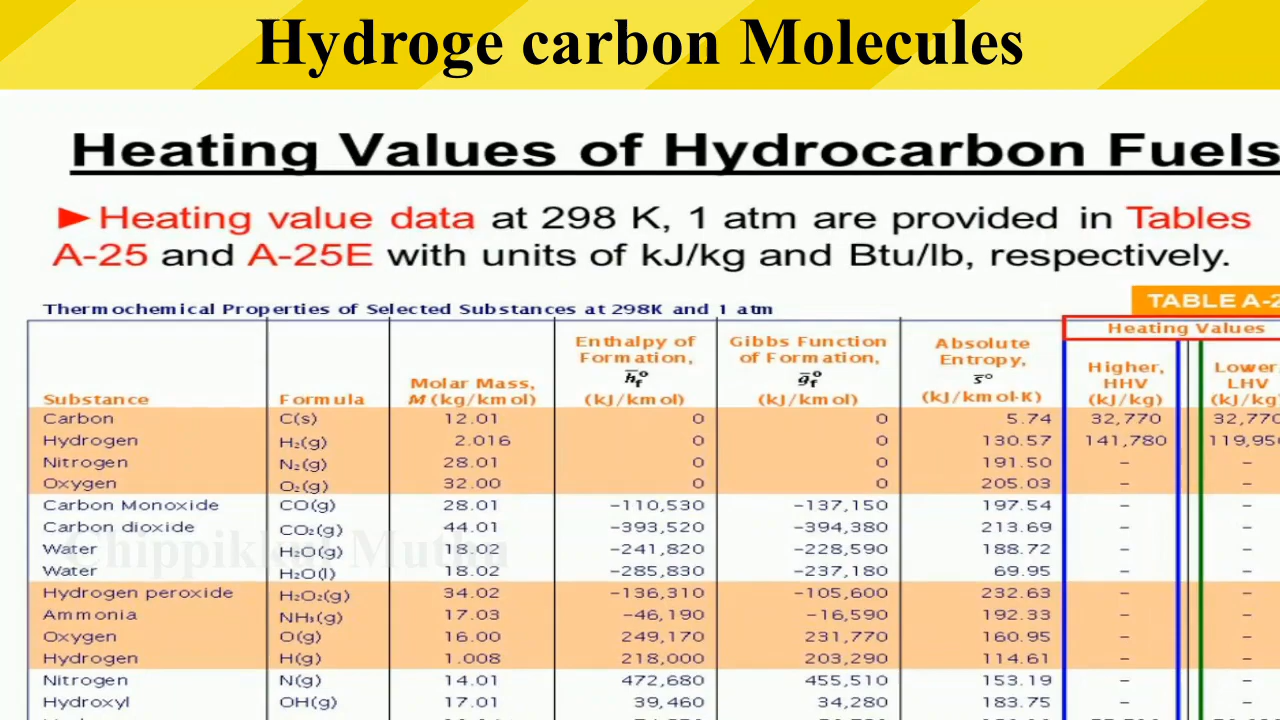 Hydroge carbon Molecules
Heating Values of Hydrocarbon Fuels
►Heating value data at 298 K, 1 atm are provided in Tables
A-25 and A-25E with units of kJ/kg and Btu/lb, respectively.
Thermochemical Properties of Selected Substances at 298K and 1 atm
TABLE A-2
Heating Values
Substance Formula Molar Mass, M (kg/kmol) Enthalpy of Formation, h̅f° (kJ/kmol) Gibbs Function of Formation, g̅f° (kJ/kmol) Absolute Entropy, s̅° (kJ/kmol·K) Higher, HHV (kJ/kg) Lower, LHV (kJ/kg)
Carbon C(s) 12.01 0 0 5.74 32,770 32,770
Hydrogen H₂(g) 2.016 0 0 130.57 141,780 119,950
Nitrogen N₂(g) 28.01 0 0 191.50 – –
Oxygen O₂(g) 32.00 0 0 205.03 – –
Carbon Monoxide CO(g) 28.01 −110,530 −137,150 197.54 – –
Carbon dioxide CO₂(g) 44.01 −393,520 −394,380 213.69 – –
Water H₂O(g) 18.02 −241,820 −228,590 188.72 – –
Water H₂O(l) 18.02 −285,830 −237,180 69.95 – –
Hydrogen peroxide H₂O₂(g) 34.02 −136,310 −105,600 232.63 – –
Ammonia NH₃(g) 17.03 −46,190 −16,590 192.33 – –
Oxygen O(g) 16.00 249,170 231,770 160.95 – –
Hydrogen H(g) 1.008 218,000 203,290 114.61 – –
Nitrogen N(g) 14.01 472,680 455,510 153.19 – –
Hydroxyl OH(g) 17.01 39,460 34,280 183.75 – –
Chippikkul Muthu